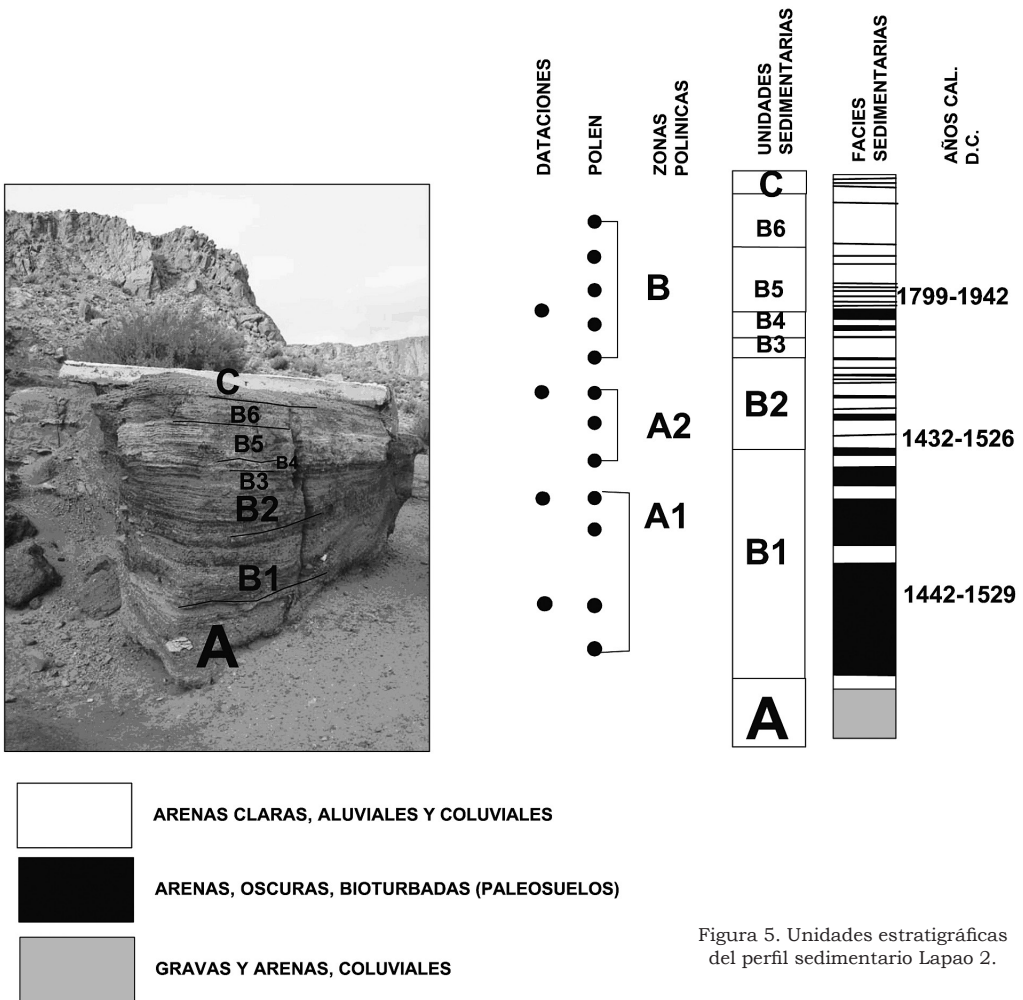 DATACIONES
POLEN
ZONAS
POLINICAS
UNIDADES
SEDIMENTARIAS
FACIES
SEDIMENTARIAS
AÑOS CAL.
D.C.
C
B6
B5
B4
B3
B2
B1
A
B
A2
A1
C
B6
B5
B4
B3
B2
B1
A
1799-1942
1432-1526
1442-1529
ARENAS CLARAS, ALUVIALES Y COLUVIALES
ARENAS, OSCURAS, BIOTURBADAS (PALEOSUELOS)
GRAVAS Y ARENAS, COLUVIALES
Figura 5. Unidades estratigráficas
del perfil sedimentario Lapao 2.